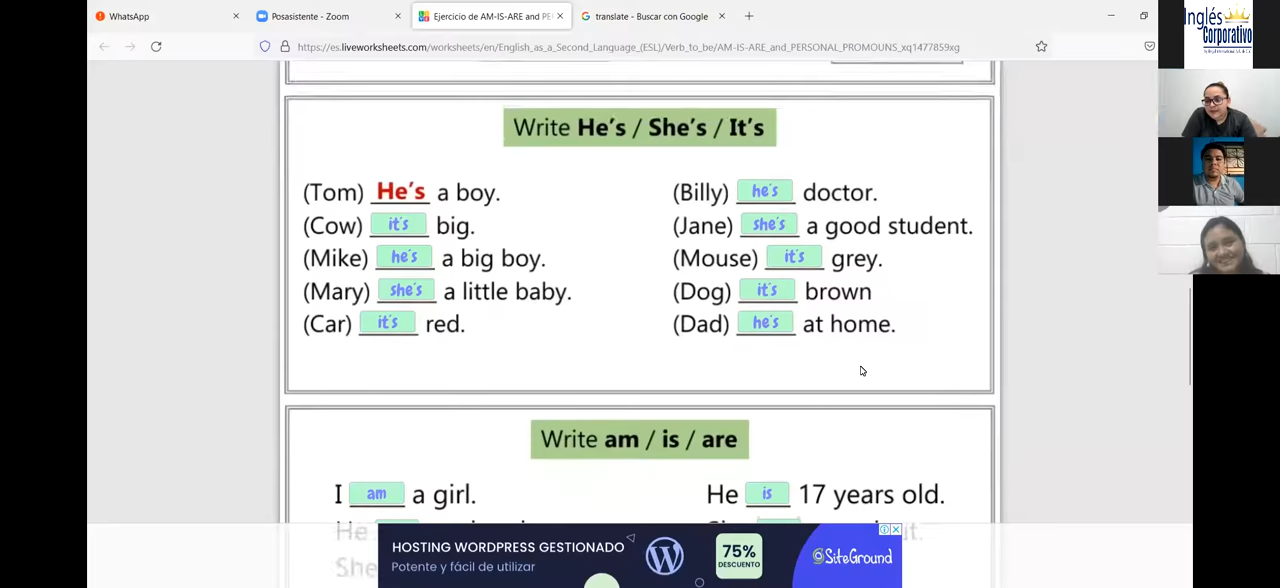 WhatsApp
Posasistente - Zoom
Ejercicio de AM-IS-ARE and PE
translate - Buscar con Google
https://es.liveworksheets.com/worksheets/en/English_as_a_Second_Language_(ESL)/Verb_to_be/AM-IS-ARE_and_PERSONAL_PROMOUNS_xq1477859xg
Inglés
Corporativo
Write He's / She's / It's
(Tom) He's a boy.
(Cow) it's big.
(Mike) he's a big boy.
(Mary) she's a little baby.
(Car) it's red.
(Billy) he's doctor.
(Jane) she's a good student.
(Mouse) it's grey.
(Dog) it's brown
(Dad) he's at home.
Write am / is / are
I am a girl.
He is 17 years old.
He
She
HOSTING WORDPRESS GESTIONADO
Potente y fácil de utilizar
75%
DESCUENTO
SiteGround